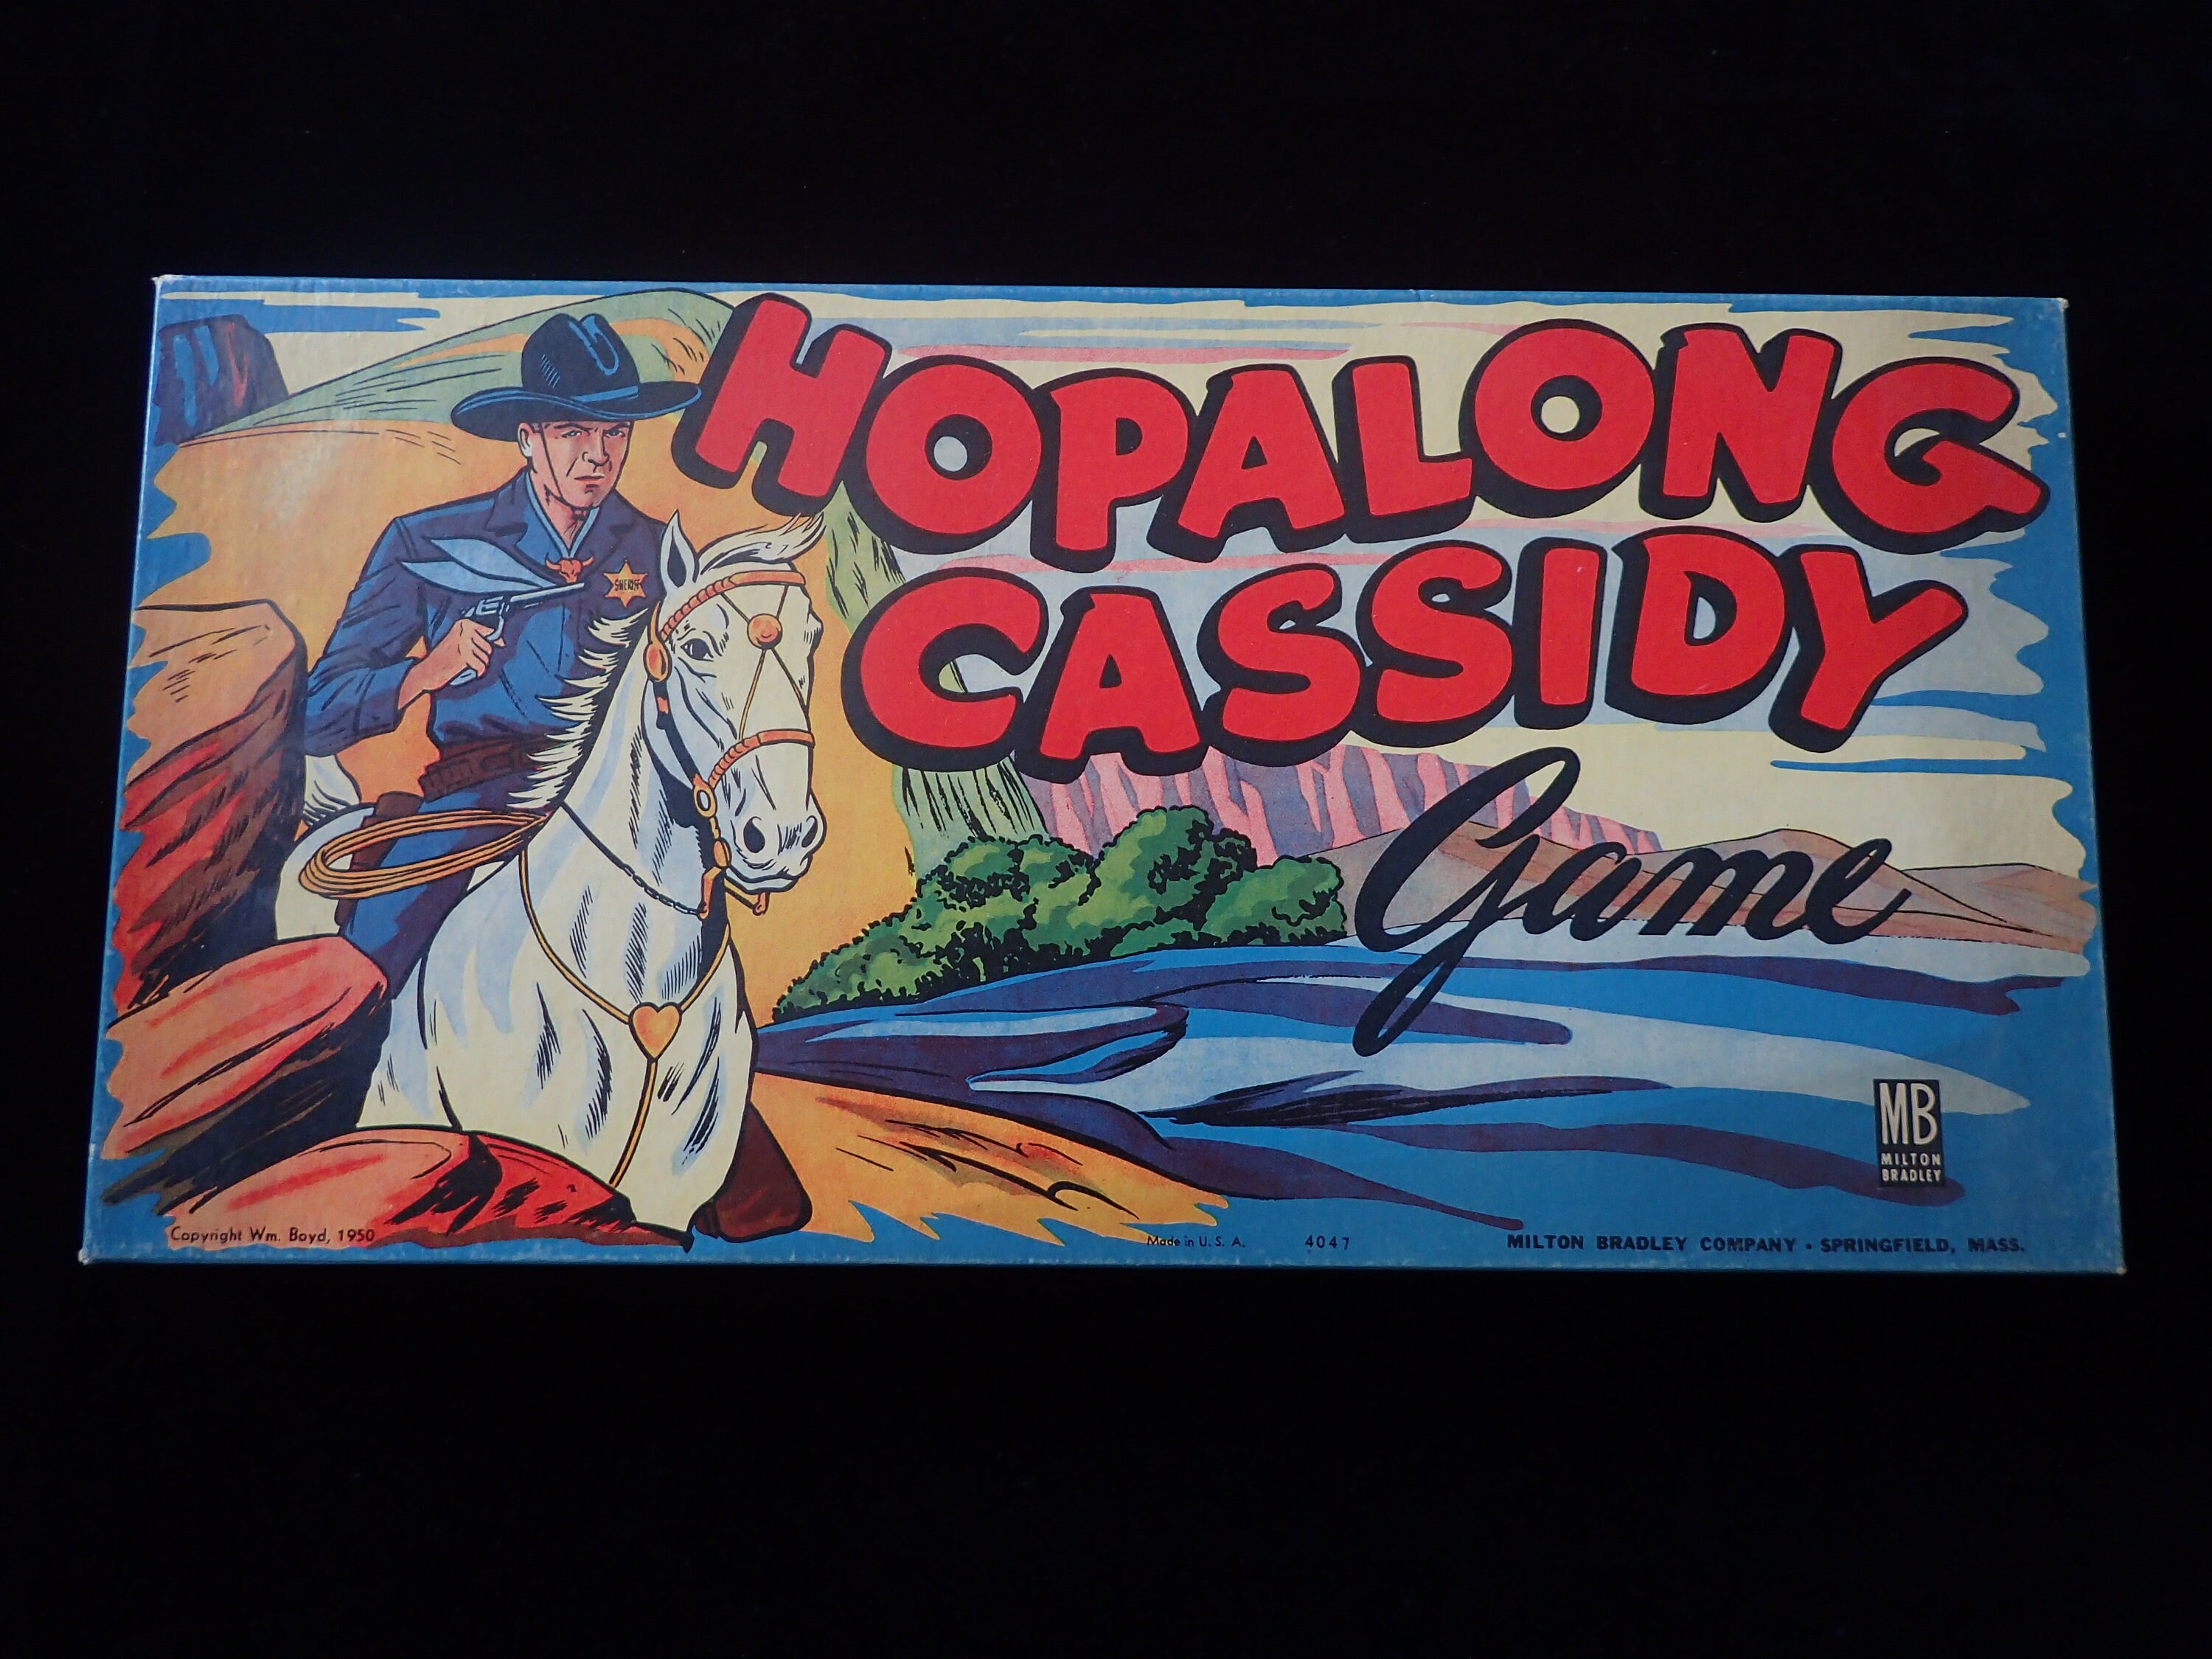 HOPALONG
CASSIDY
Game
SHERIFF
MB
MILTON
BRADLEY
Copyright Wm. Boyd, 1950
Made in U. S. A.
4047
MILTON BRADLEY COMPANY • SPRINGFIELD, MASS.